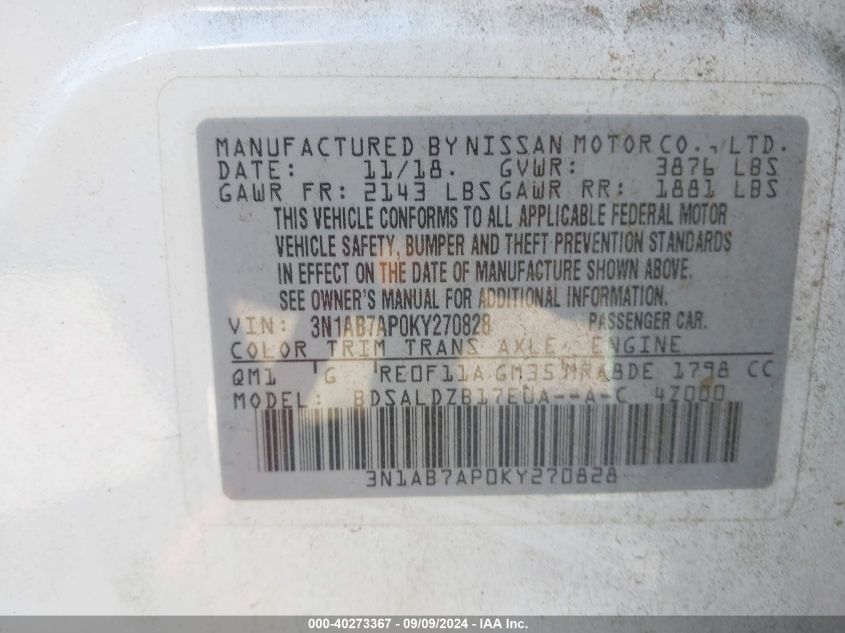 MANUFACTURED BY NISSAN MOTOR CO., LTD.
DATE: 11/18. GVWR: 3876 LBS
GAWR FR: 2143 LBS GAWR RR: 1881 LBS
THIS VEHICLE CONFORMS TO ALL APPLICABLE FEDERAL MOTOR
VEHICLE SAFETY, BUMPER AND THEFT PREVENTION STANDARDS
IN EFFECT ON THE DATE OF MANUFACTURE SHOWN ABOVE.
SEE OWNER'S MANUAL FOR ADDITIONAL INFORMATION.
VIN: 3N1AB7AP0KY270828 PASSENGER CAR.
COLOR TRIM TRANS AXLE ENGINE
QM1 G RE0F11A GM35 MRA8DE 1798 CC
MODEL: BDSALDZB17EUA--A-C 4Z000
3N1AB7AP0KY270828
000-40273367 - 09/09/2024 - IAA Inc.